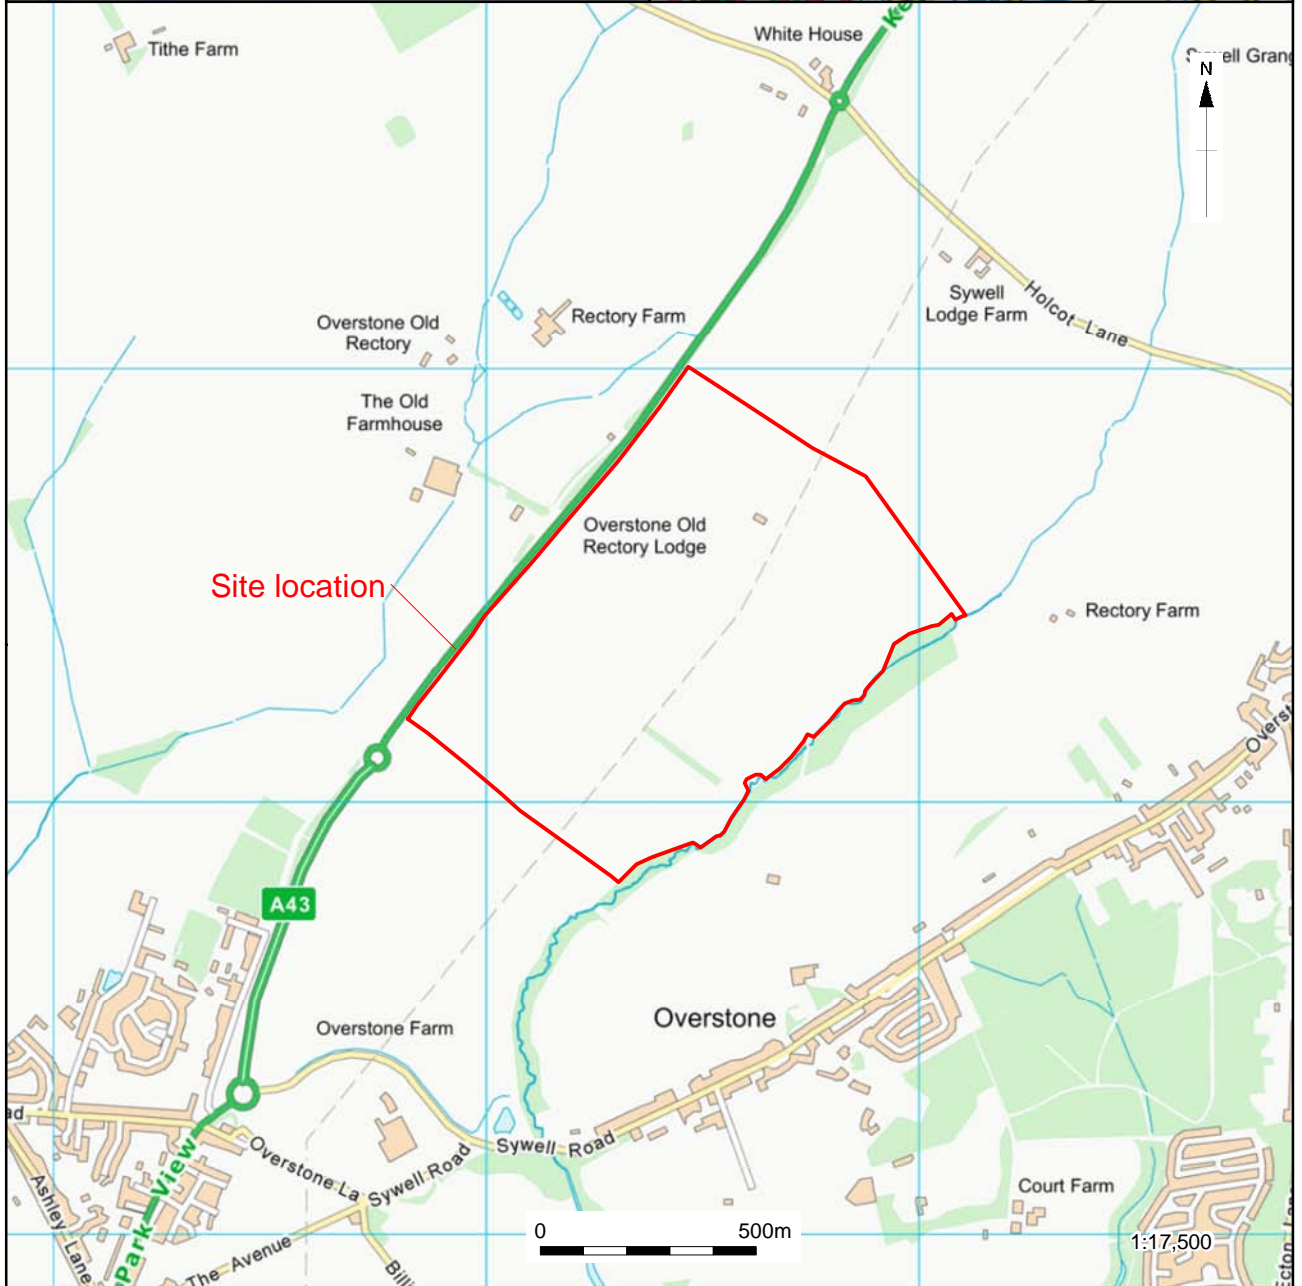 White House
Tithe Farm
N
Rectory Farm
Overstone Old
Rectory
Sywell
Lodge Farm
Holcot Lane
The Old
Farmhouse
Overstone Old
Rectory Lodge
Site location
Rectory Farm
A43
Overstone
Overstone Farm
Sywell Road
Overstone La
Sywell Road
Park View
Ashley Lane
The Avenue
Court Farm
0 500m
1:17,500